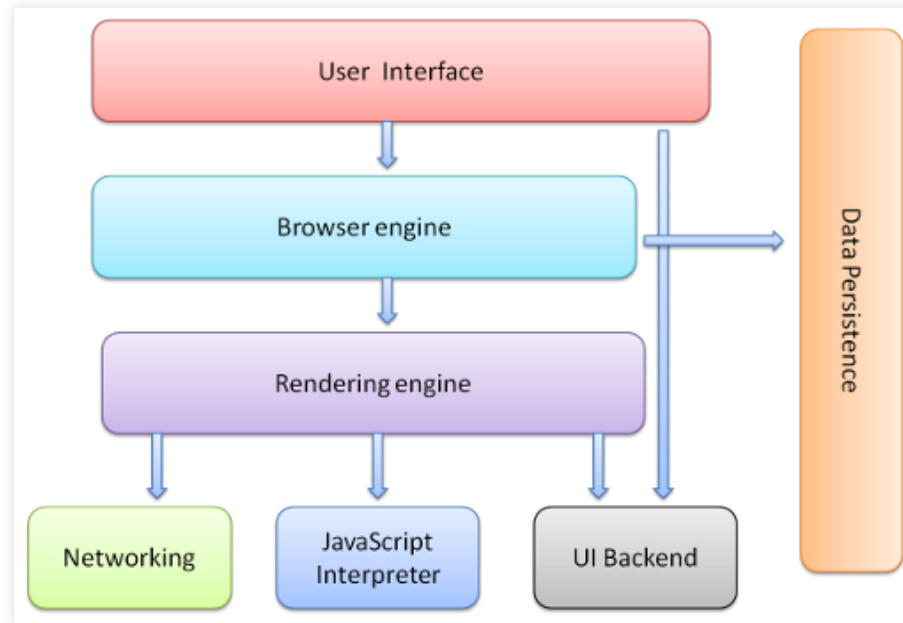 User Interface
Browser engine
Data Persistence
Rendering engine
Networking
JavaScript
Interpreter
UI Backend